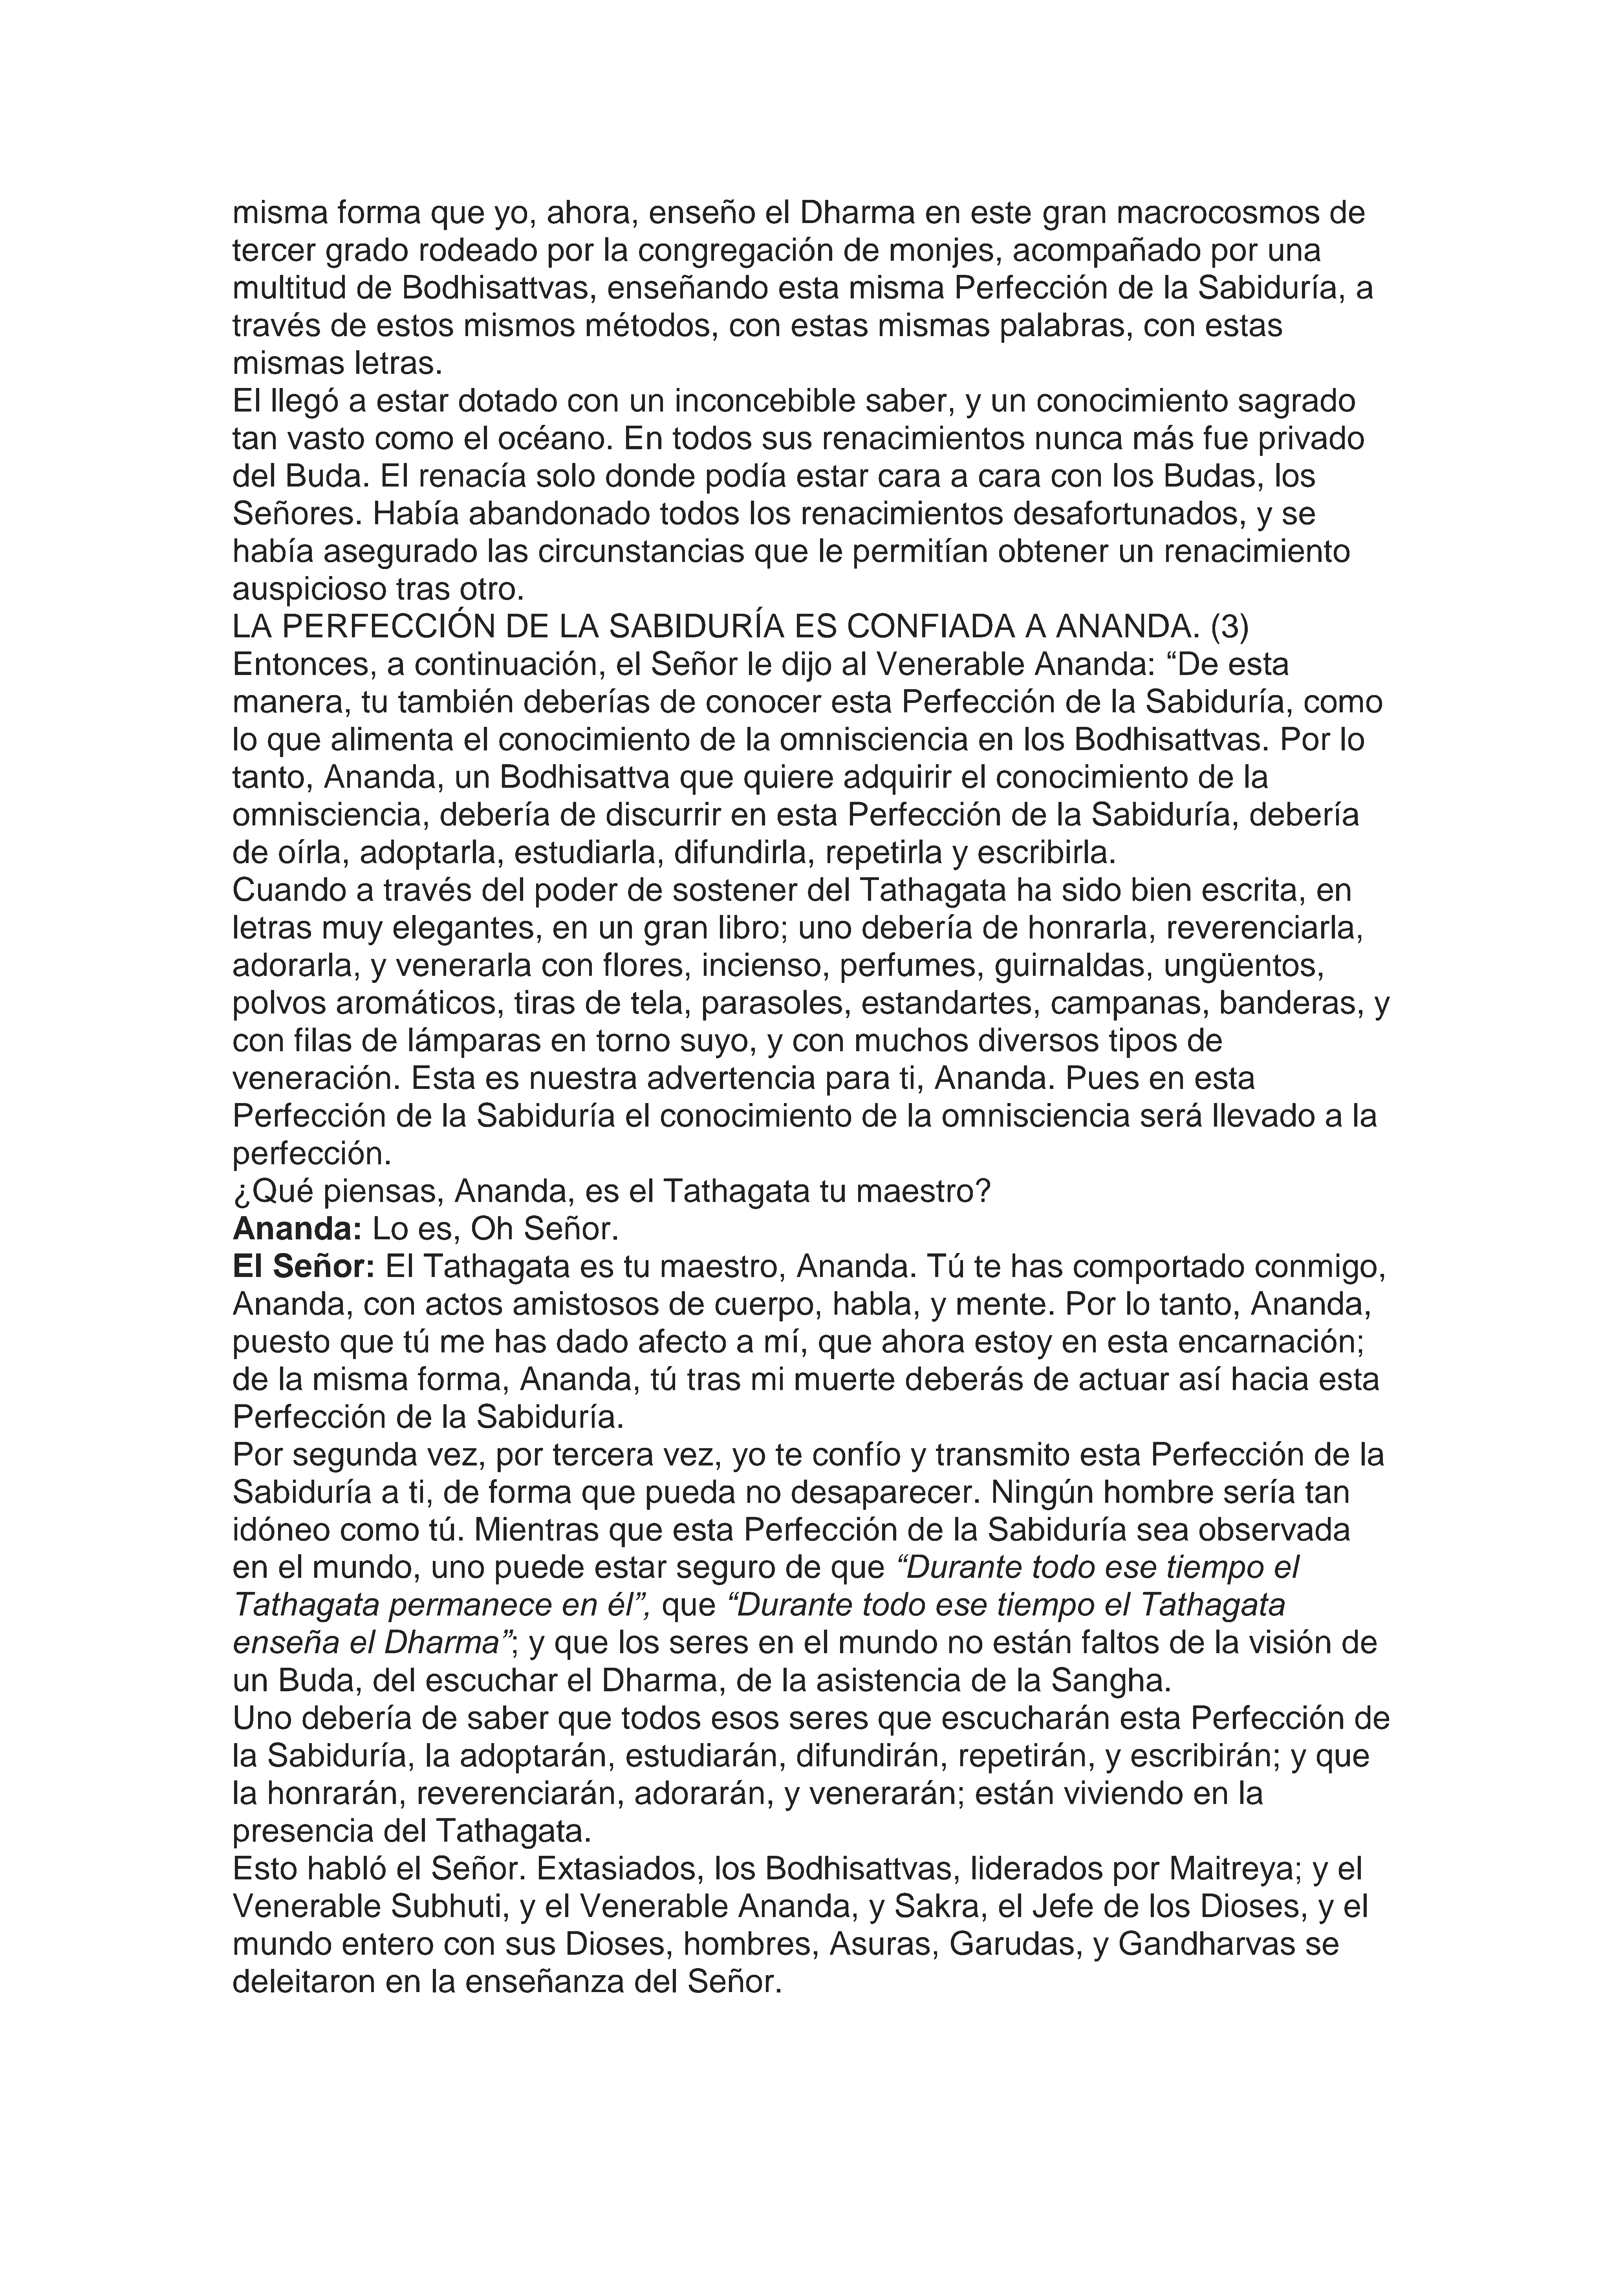 misma forma que yo, ahora, enseño el Dharma en este gran macrocosmos de
tercer grado rodeado por la congregación de monjes, acompañado por una
multitud de Bodhisattvas, enseñando esta misma Perfección de la Sabiduría, a
través de estos mismos métodos, con estas mismas palabras, con estas
mismas letras.
El llegó a estar dotado con un inconcebible saber, y un conocimiento sagrado
tan vasto como el océano. En todos sus renacimientos nunca más fue privado
del Buda. El renacía solo donde podía estar cara a cara con los Budas, los
Señores. Había abandonado todos los renacimientos desafortunados, y se
había asegurado las circunstancias que le permitían obtener un renacimiento
auspicioso tras otro.
LA PERFECCIÓN DE LA SABIDURÍA ES CONFIADA A ANANDA. (3)
Entonces, a continuación, el Señor le dijo al Venerable Ananda: “De esta
manera, tu también deberías de conocer esta Perfección de la Sabiduría, como
lo que alimenta el conocimiento de la omnisciencia en los Bodhisattvas. Por lo
tanto, Ananda, un Bodhisattva que quiere adquirir el conocimiento de la
omnisciencia, debería de discurrir en esta Perfección de la Sabiduría, debería
de oírla, adoptarla, estudiarla, difundirla, repetirla y escribirla.
Cuando a través del poder de sostener del Tathagata ha sido bien escrita, en
letras muy elegantes, en un gran libro; uno debería de honrarla, reverenciarla,
adorarla, y venerarla con flores, incienso, perfumes, guirnaldas, ungüentos,
polvos aromáticos, tiras de tela, parasoles, estandartes, campanas, banderas, y
con filas de lámparas en torno suyo, y con muchos diversos tipos de
veneración. Esta es nuestra advertencia para ti, Ananda. Pues en esta
Perfección de la Sabiduría el conocimiento de la omnisciencia será llevado a la
perfección.
¿Qué piensas, Ananda, es el Tathagata tu maestro?
Ananda: Lo es, Oh Señor.
El Señor: El Tathagata es tu maestro, Ananda. Tú te has comportado conmigo,
Ananda, con actos amistosos de cuerpo, habla, y mente. Por lo tanto, Ananda,
puesto que tú me has dado afecto a mí, que ahora estoy en esta encarnación;
de la misma forma, Ananda, tú tras mi muerte deberás de actuar así hacia esta
Perfección de la Sabiduría.
Por segunda vez, por tercera vez, yo te confío y transmito esta Perfección de la
Sabiduría a ti, de forma que pueda no desaparecer. Ningún hombre sería tan
idóneo como tú. Mientras que esta Perfección de la Sabiduría sea observada
en el mundo, uno puede estar seguro de que “Durante todo ese tiempo el
Tathagata permanece en él”, que “Durante todo ese tiempo el Tathagata
enseña el Dharma”; y que los seres en el mundo no están faltos de la visión de
un Buda, del escuchar el Dharma, de la asistencia de la Sangha.
Uno debería de saber que todos esos seres que escucharán esta Perfección de
la Sabiduría, la adoptarán, estudiarán, difundirán, repetirán, y escribirán; y que
la honrarán, reverenciarán, adorarán, y venerarán; están viviendo en la
presencia del Tathagata.
Esto habló el Señor. Extasiados, los Bodhisattvas, liderados por Maitreya; y el
Venerable Subhuti, y el Venerable Ananda, y Sakra, el Jefe de los Dioses, y el
mundo entero con sus Dioses, hombres, Asuras, Garudas, y Gandharvas se
deleitaron en la enseñanza del Señor.